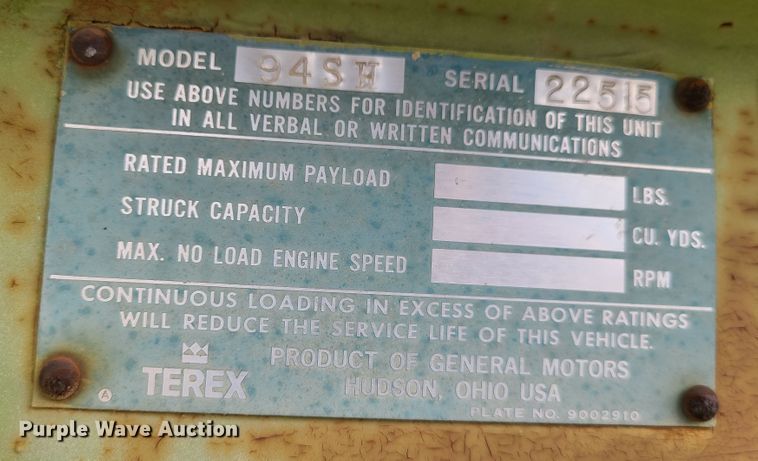 MODEL 94SH SERIAL 22515
USE ABOVE NUMBERS FOR IDENTIFICATION OF THIS UNIT
IN ALL VERBAL OR WRITTEN COMMUNICATIONS
RATED MAXIMUM PAYLOAD LBS.
STRUCK CAPACITY CU. YDS.
MAX. NO LOAD ENGINE SPEED RPM
CONTINUOUS LOADING IN EXCESS OF ABOVE RATINGS
WILL REDUCE THE SERVICE LIFE OF THIS VEHICLE.
TEREX
PRODUCT OF GENERAL MOTORS
HUDSON, OHIO USA
A
PLATE NO. 9002910
Purple Wave Auction